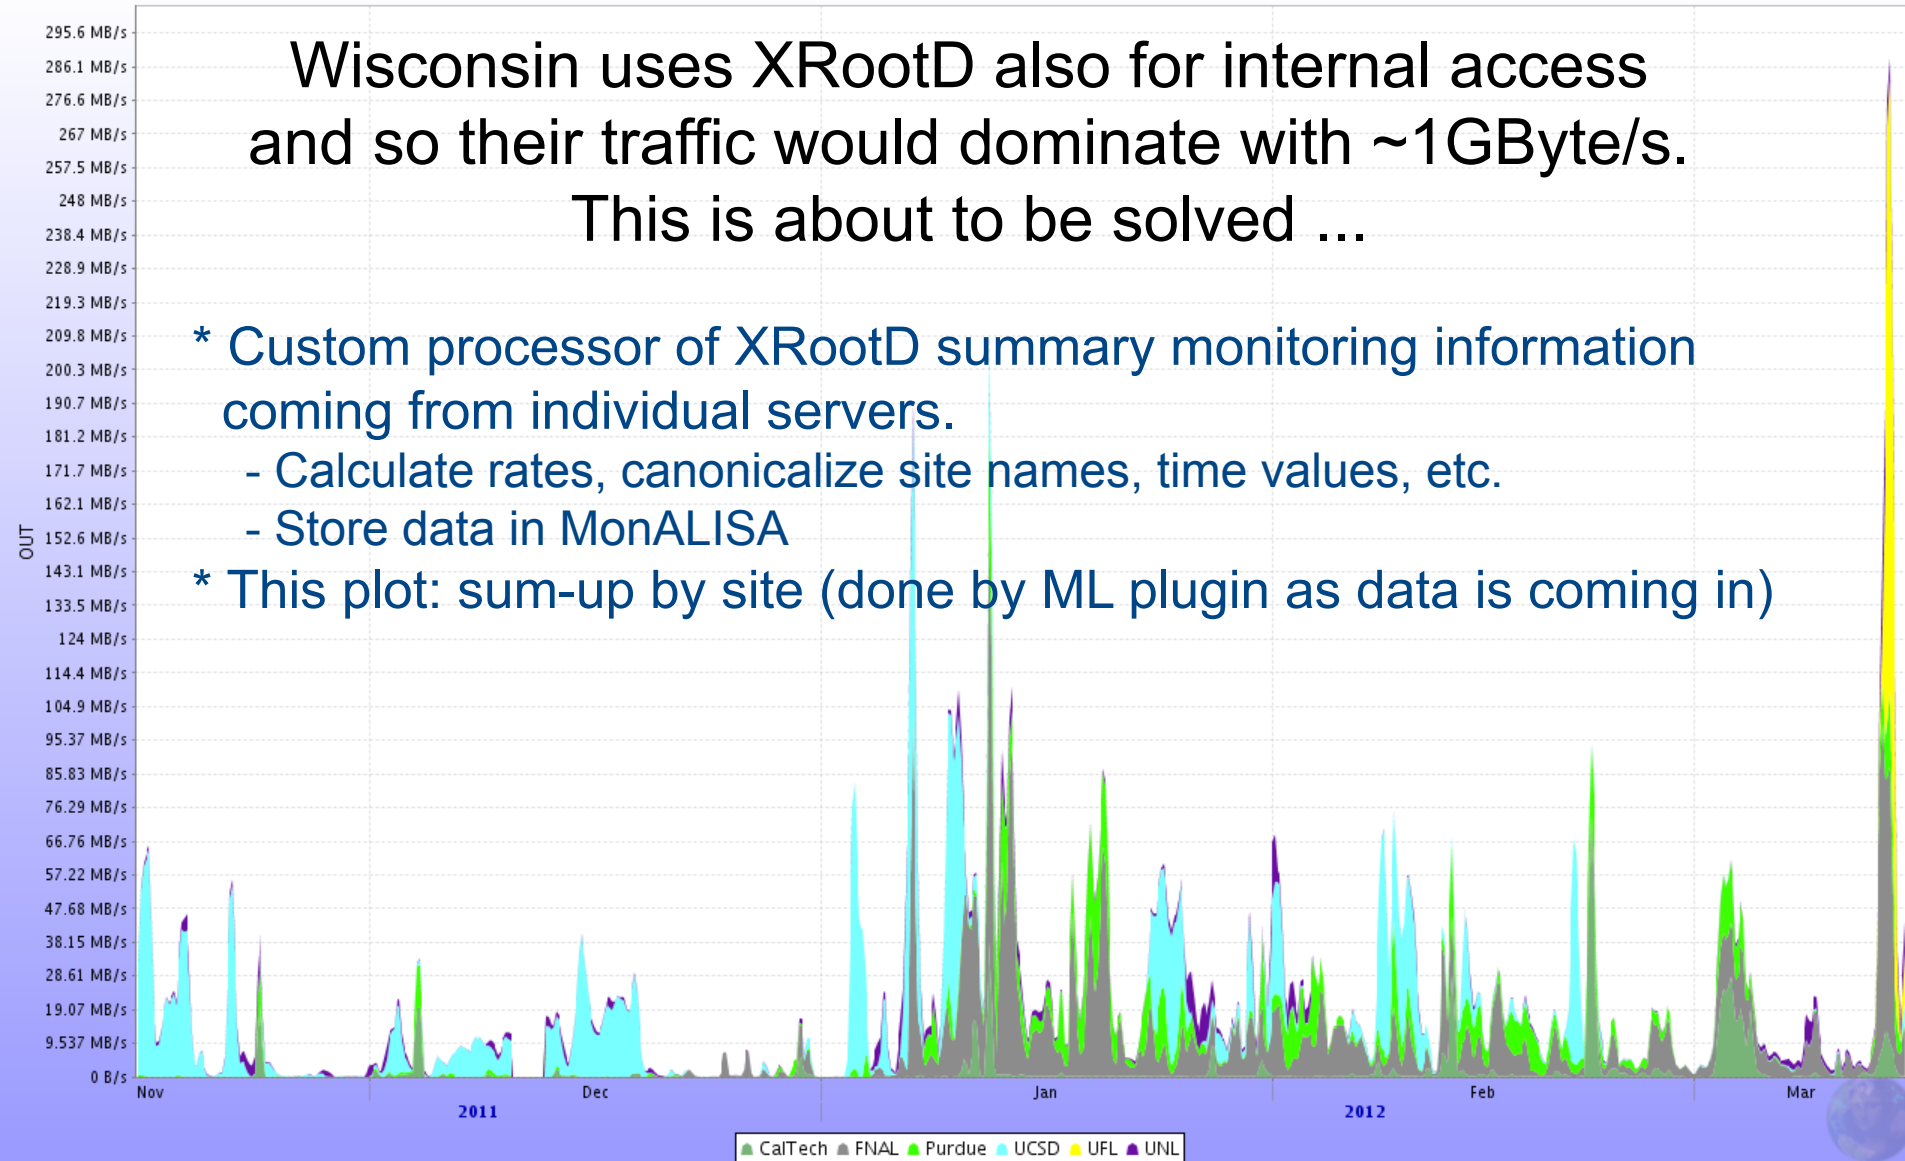 Wisconsin uses XRootD also for internal access
and so their traffic would dominate with ~1GByte/s.
This is about to be solved ...
* Custom processor of XRootD summary monitoring information
coming from individual servers.
- Calculate rates, canonicalize site names, time values, etc.
- Store data in MonALISA
* This plot: sum-up by site (done by ML plugin as data is coming in)
OUT
295.6 MB/s
286.1 MB/s
276.6 MB/s
267 MB/s
257.5 MB/s
248 MB/s
238.4 MB/s
228.9 MB/s
219.3 MB/s
209.8 MB/s
200.3 MB/s
190.7 MB/s
181.2 MB/s
171.7 MB/s
162.1 MB/s
152.6 MB/s
143.1 MB/s
133.5 MB/s
124 MB/s
114.4 MB/s
104.9 MB/s
95.37 MB/s
85.83 MB/s
76.29 MB/s
66.76 MB/s
57.22 MB/s
47.68 MB/s
38.15 MB/s
28.61 MB/s
19.07 MB/s
9.537 MB/s
0 B/s
Nov Dec Jan Feb Mar
2011 2012
CalTech FNAL Purdue UCSD UFL UNL